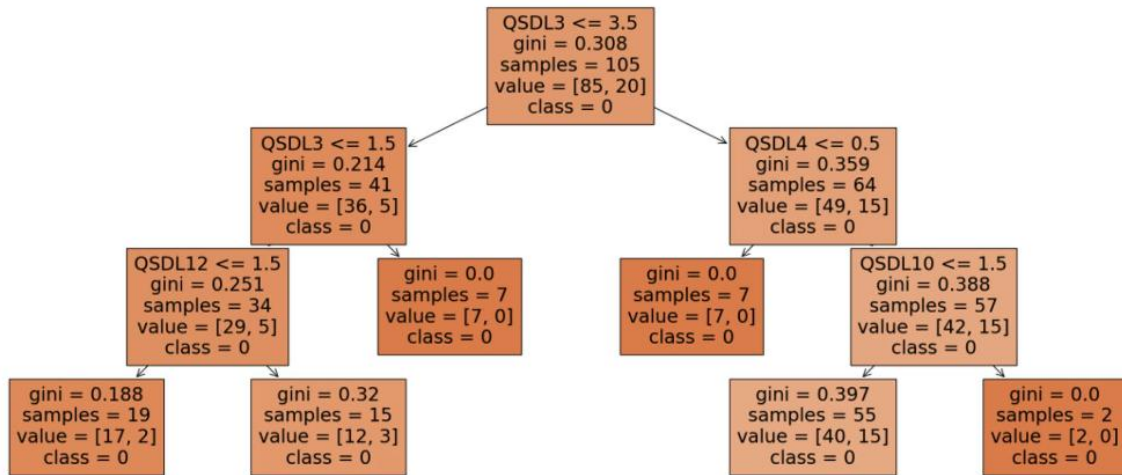 QSDL3 <= 3.5
gini = 0.308
samples = 105
value = [85, 20]
class = 0
QSDL3 <= 1.5
gini = 0.214
samples = 41
value = [36, 5]
class = 0
QSDL4 <= 0.5
gini = 0.359
samples = 64
value = [49, 15]
class = 0
QSDL12 <= 1.5
gini = 0.251
samples = 34
value = [29, 5]
class = 0
gini = 0.0
samples = 7
value = [7, 0]
class = 0
gini = 0.0
samples = 7
value = [7, 0]
class = 0
QSDL10 <= 1.5
gini = 0.388
samples = 57
value = [42, 15]
class = 0
gini = 0.188
samples = 19
value = [17, 2]
class = 0
gini = 0.32
samples = 15
value = [12, 3]
class = 0
gini = 0.397
samples = 55
value = [40, 15]
class = 0
gini = 0.0
samples = 2
value = [2, 0]
class = 0